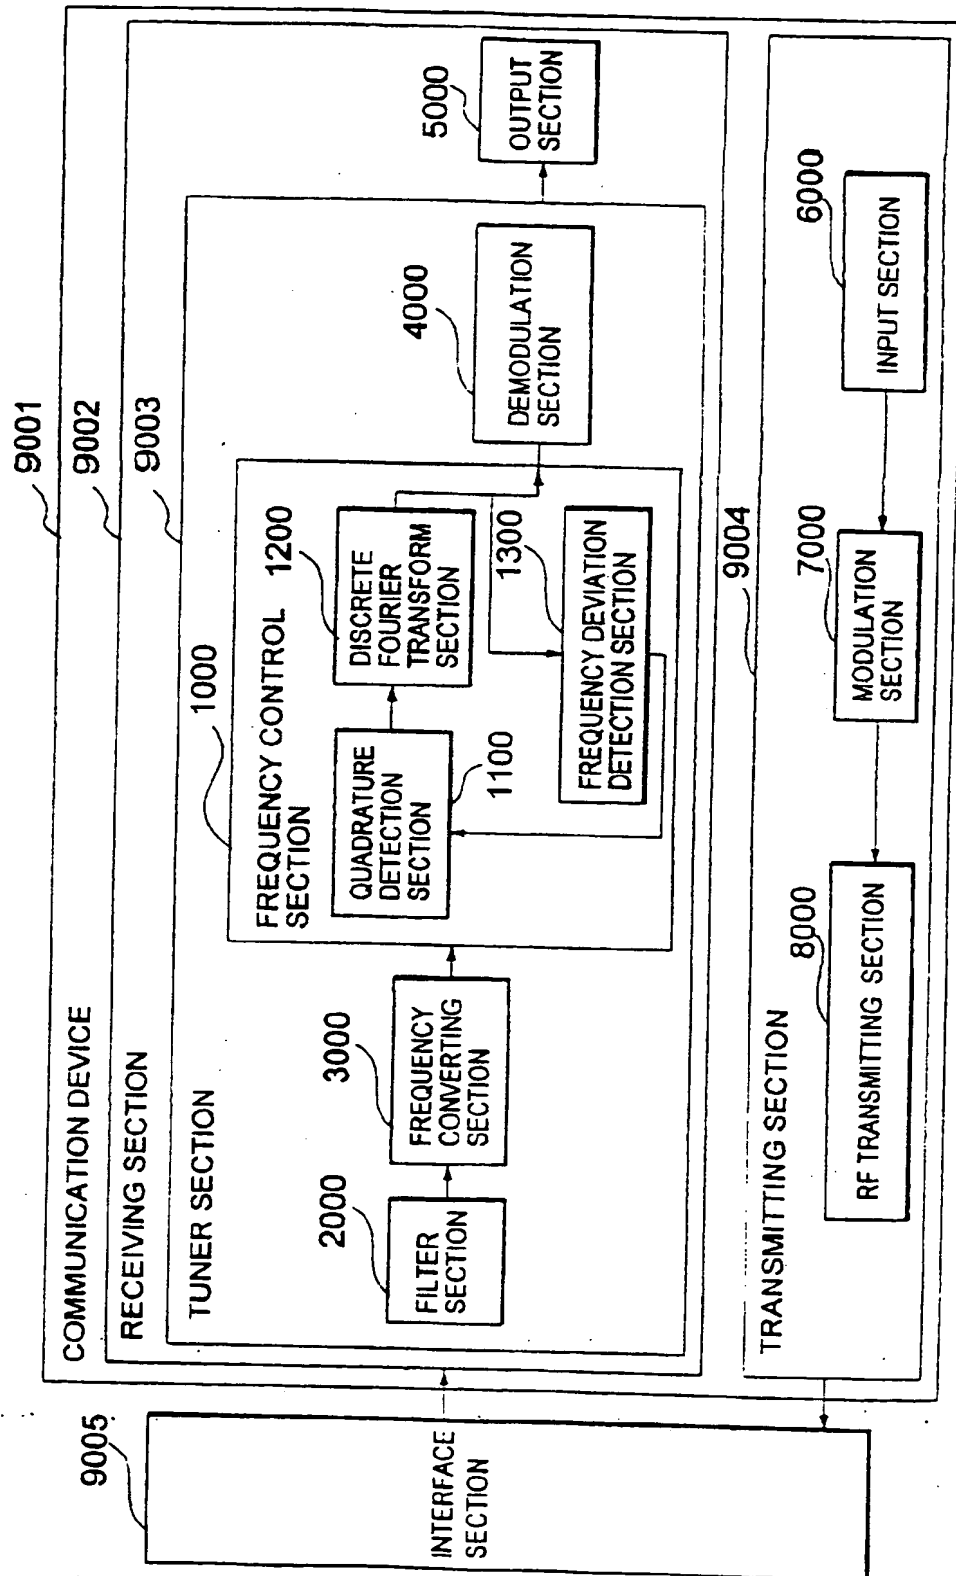 9001
COMMUNICATION DEVICE
9002
RECEIVING SECTION
9003
TUNER SECTION
1000
FREQUENCY CONTROL
SECTION
2000
FILTER
SECTION
3000
FREQUENCY
CONVERTING
SECTION
QUADRATURE
DETECTION
SECTION
1100
1200
DISCRETE
FOURIER
TRANSFORM
SECTION
1300
FREQUENCY DEVIATION
DETECTION SECTION
4000
DEMODULATION
SECTION
5000
OUTPUT
SECTION
9005
INTERFACE
SECTION
9004
TRANSMITTING SECTION
8000
RF TRANSMITTING SECTION
7000
MODULATION
SECTION
6000
INPUT SECTION